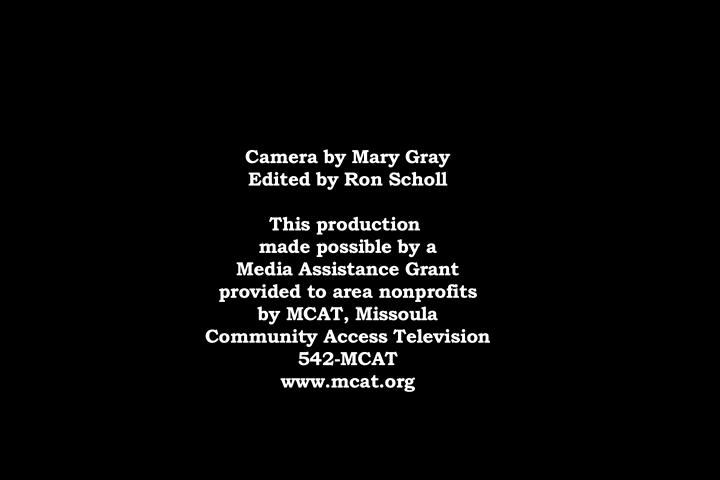 Camera by Mary Gray
Edited by Ron Scholl
This production
made possible by a
Media Assistance Grant
provided to area nonprofits
by MCAT, Missoula
Community Access Television
542-MCAT
www.mcat.org